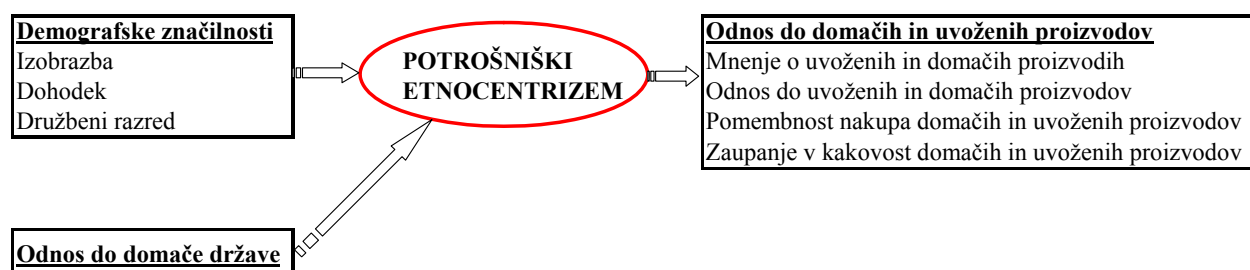 Demografske značilnosti
Izobrazba
Dohodek
Družbeni razred
POTROŠNIŠKI
ETNOCENTRIZEM
Odnos do domačih in uvoženih proizvodov
Mnenje o uvoženih in domačih proizvodih
Odnos do uvoženih in domačih proizvodov
Pomembnost nakupa domačih in uvoženih proizvodov
Zaupanje v kakovost domačih in uvoženih proizvodov
Odnos do domače države